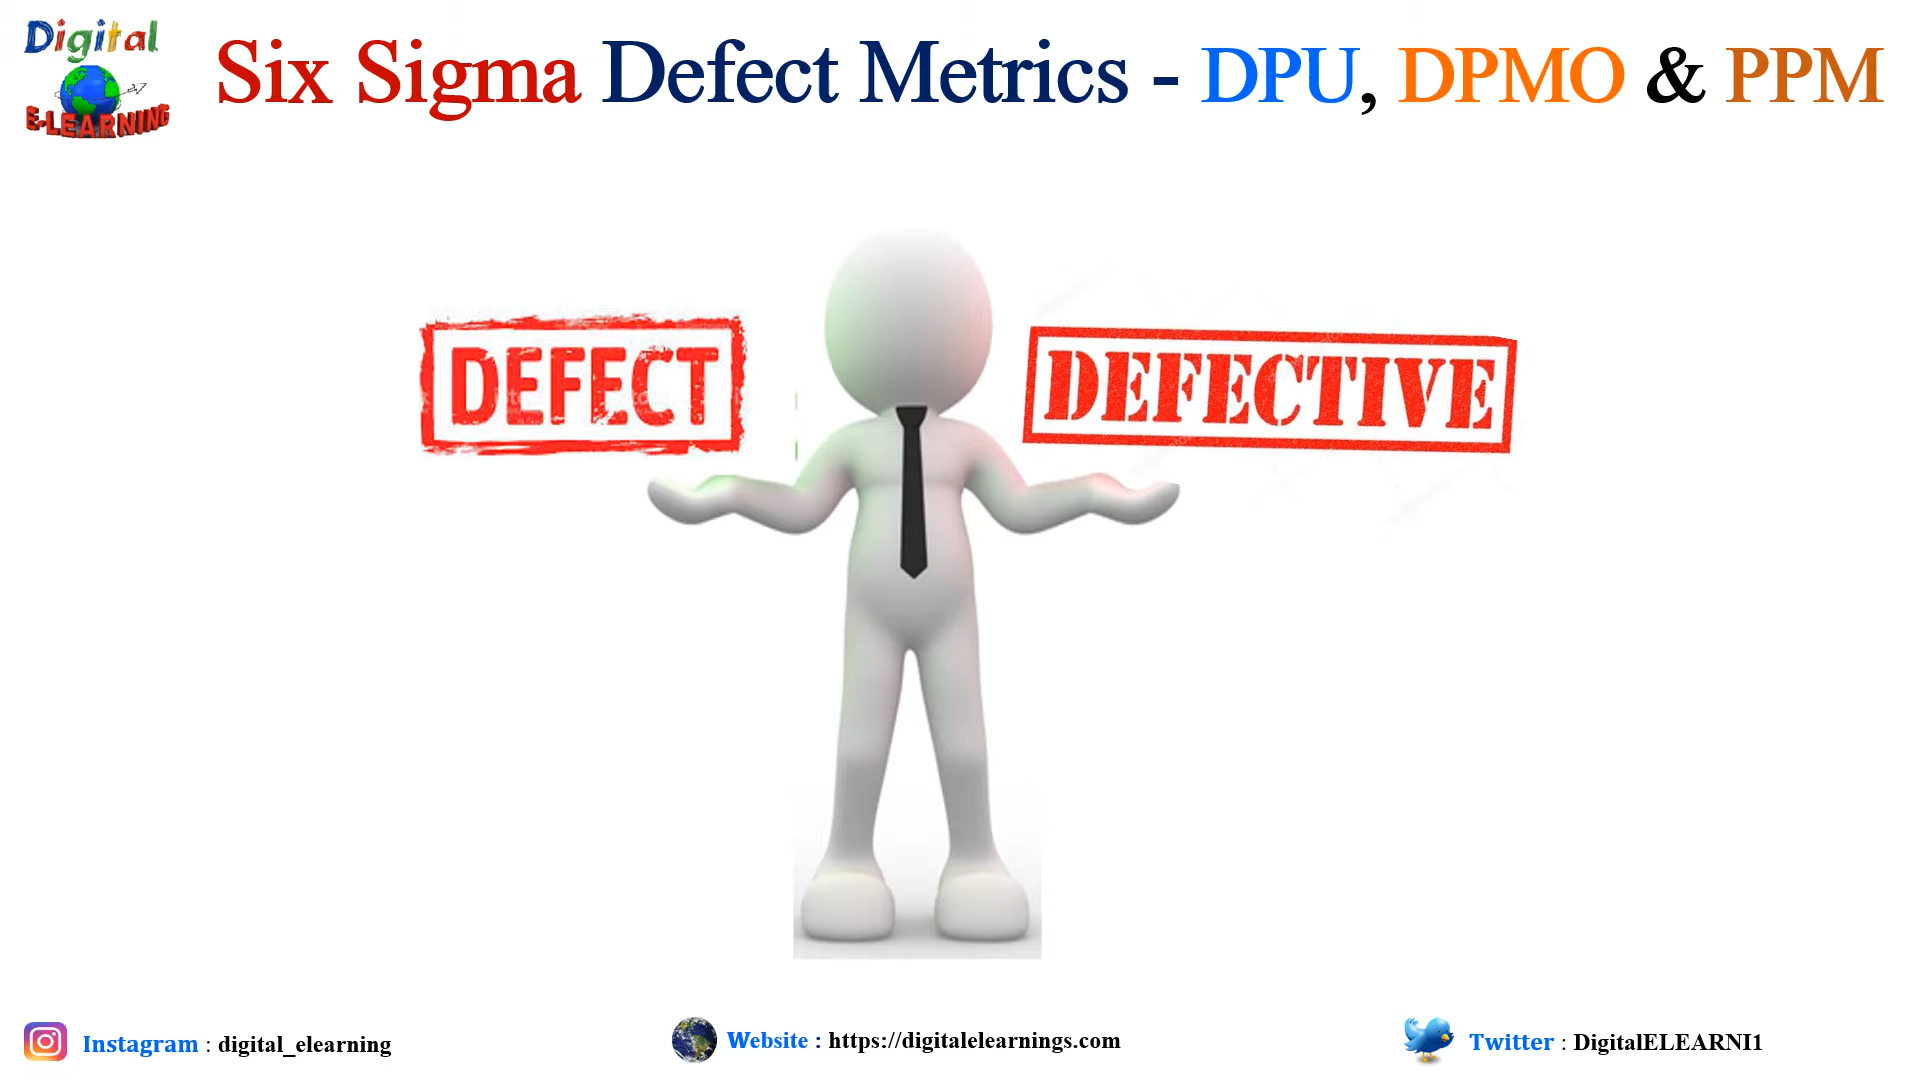 Digital
E-LEARNING
Six Sigma Defect Metrics - DPU, DPMO & PPM
DEFECT
DEFECTIVE
Instagram : digital_elearning
Website : https://digitalelearnings.com
Twitter : DigitalELEARNI1